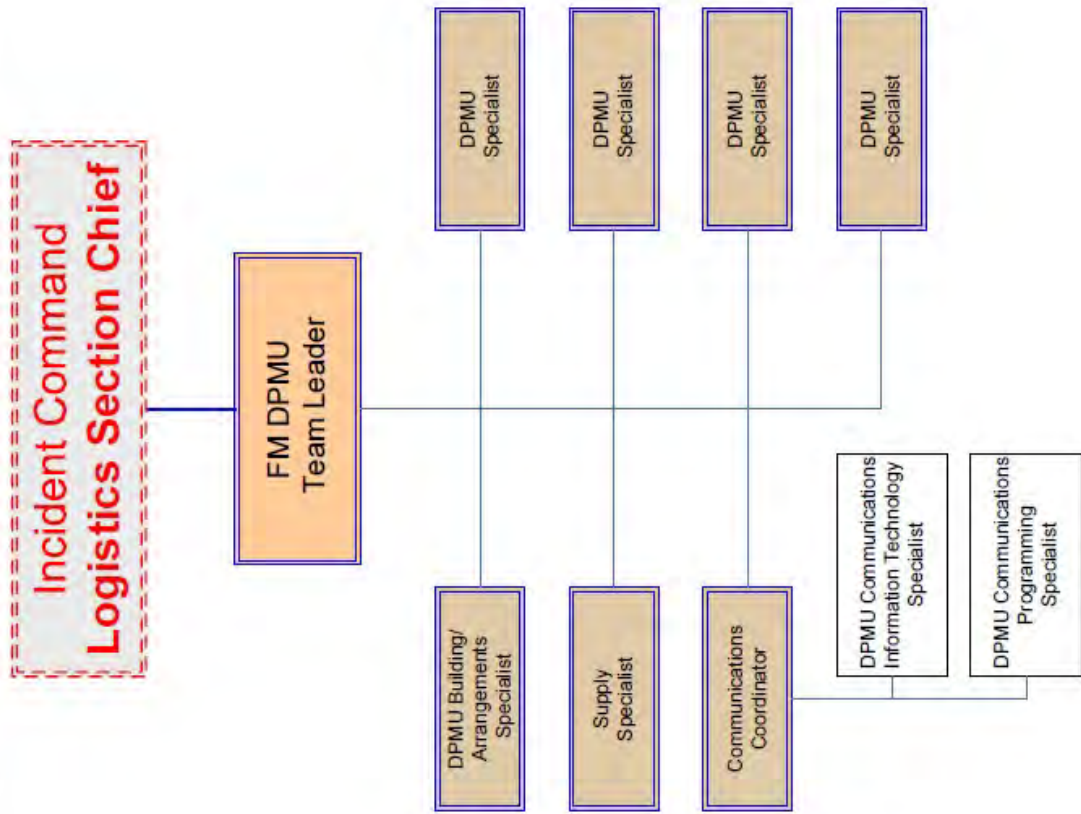 Incident Command
Logistics Section Chief
FM DPMU
Team Leader
DPMU Building/
Arrangements
Specialist
DPMU
Specialist
Supply
Specialist
DPMU
Specialist
Communications
Coordinator
DPMU
Specialist
DPMU Communications
Information Technology
Specialist
DPMU
Specialist
DPMU Communications
Programming
Specialist